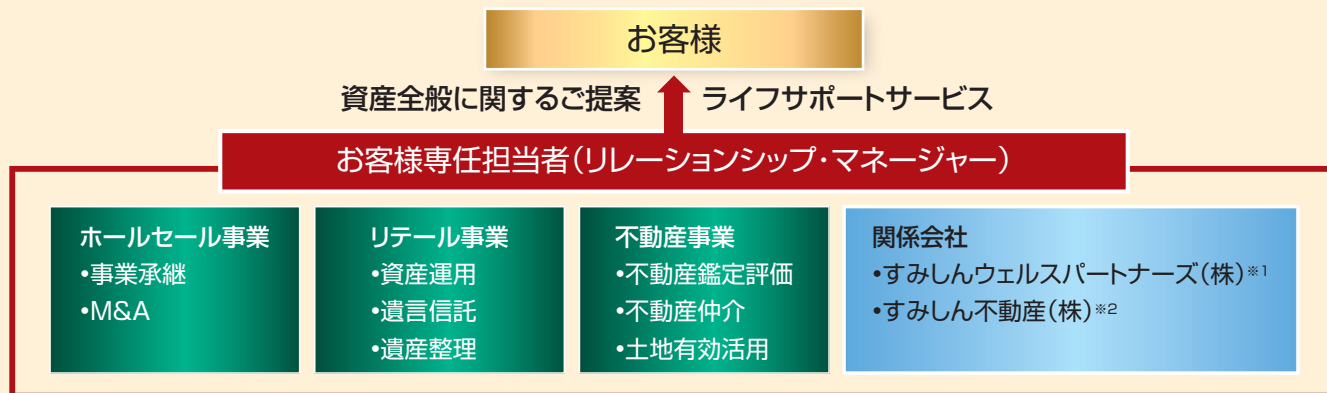 お客様
資産全般に関するご提案 ライフサポートサービス
お客様専任担当者(リレーションシップ・マネージャー)
ホールセール事業
•事業承継
•M&A
リテール事業
•資産運用
•遺言信託
•遺産整理
不動産事業
•不動産鑑定評価
•不動産仲介
•土地有効活用
関係会社
•すみしんウェルスパートナーズ(株)※1
•すみしん不動産(株)※2